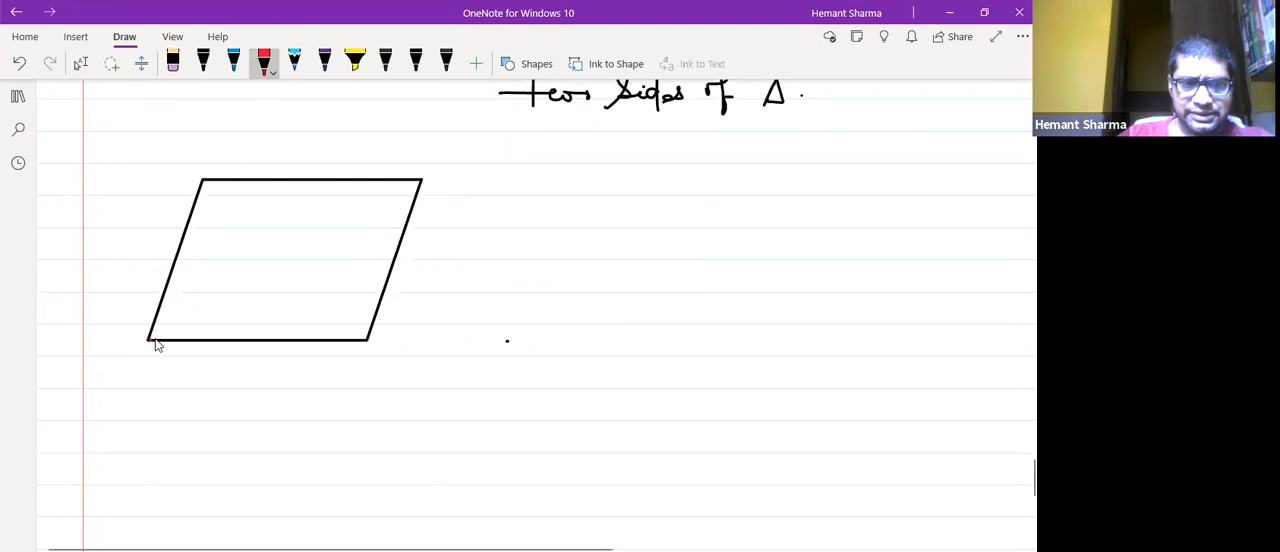 OneNote for Windows 10
Hemant Sharma
Home Insert Draw View Help
Share
Shapes Ink to Shape Ink to Text
two sides of Δ.
Hemant Sharma